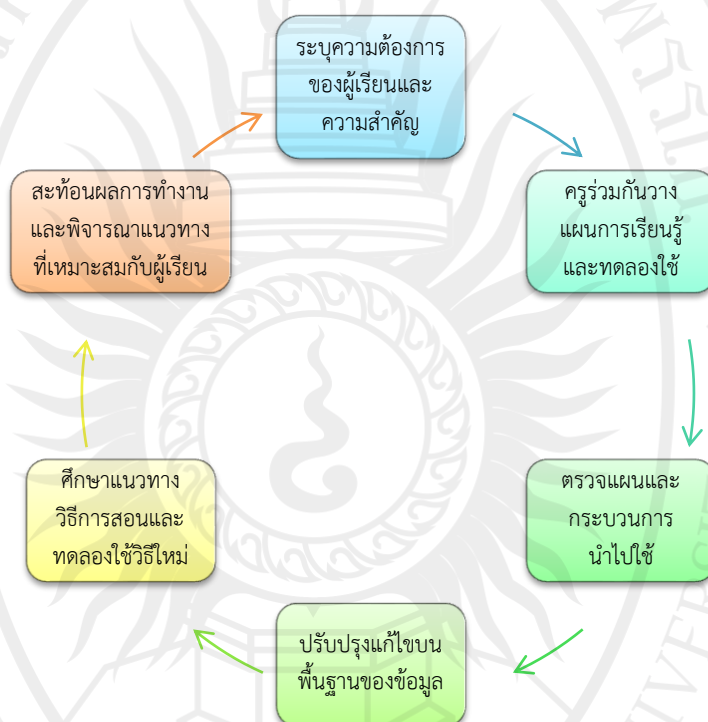 ระบุความต้องการ
ของผู้เรียนและ
ความสำคัญ
ครูร่วมกันวาง
แผนการเรียนรู้
และทดลองใช้
ตรวจแผนและ
กระบวนการ
นำไปใช้
ปรับปรุงแก้ไขบน
พื้นฐานของข้อมูล
ศึกษาแนวทาง
วิธีการสอนและ
ทดลองใช้วิธีใหม่
สะท้อนผลการทำงาน
และพิจารณาแนวทาง
ที่เหมาะสมกับผู้เรียน